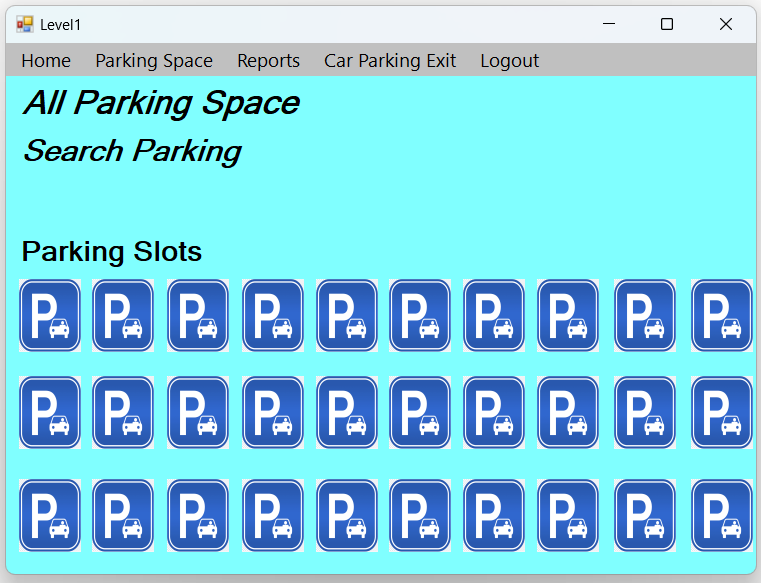 Level1
Home Parking Space Reports Car Parking Exit Logout
All Parking Space
Search Parking
Parking Slots
P P P P P P P P P P
P P P P P P P P P P
P P P P P P P P P P